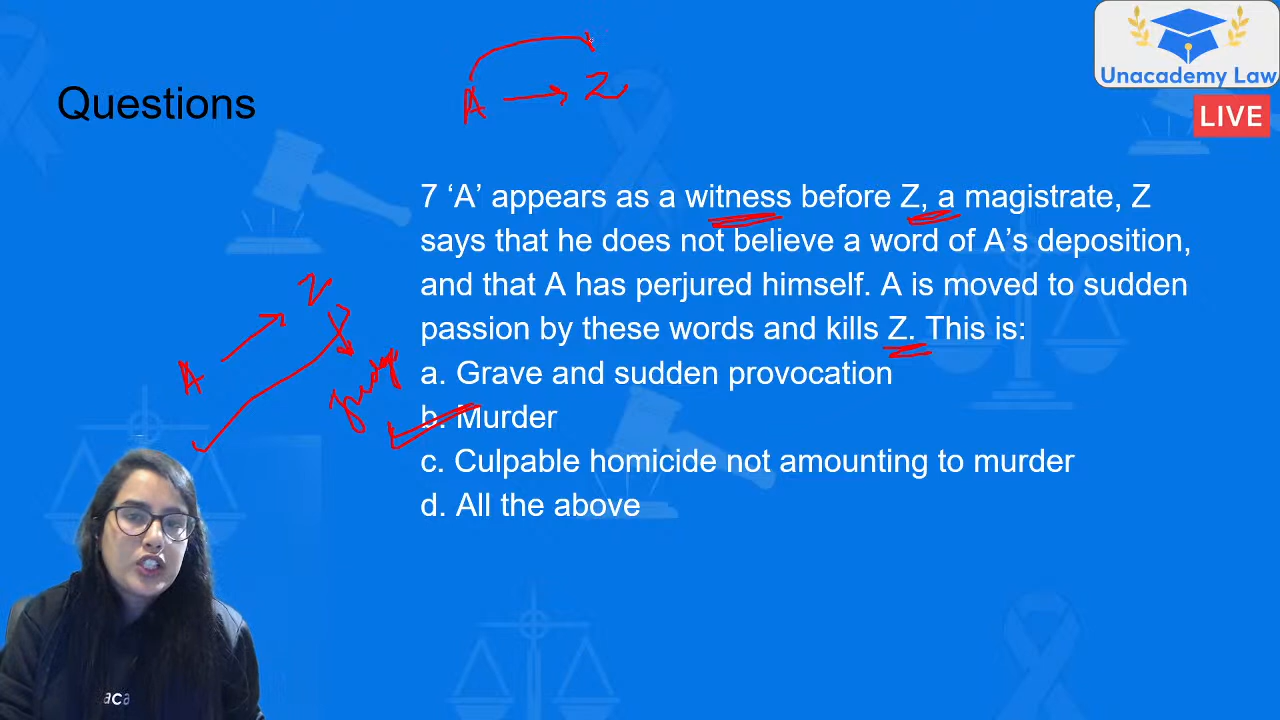 Unacademy Law
LIVE
Questions
A → Z
7 ‘A’ appears as a witness before Z, a magistrate, Z
says that he does not believe a word of A’s deposition,
and that A has perjured himself. A is moved to sudden
passion by these words and kills Z. This is:
a. Grave and sudden provocation
b. Murder
c. Culpable homicide not amounting to murder
d. All the above
Z
A
Judge
aca